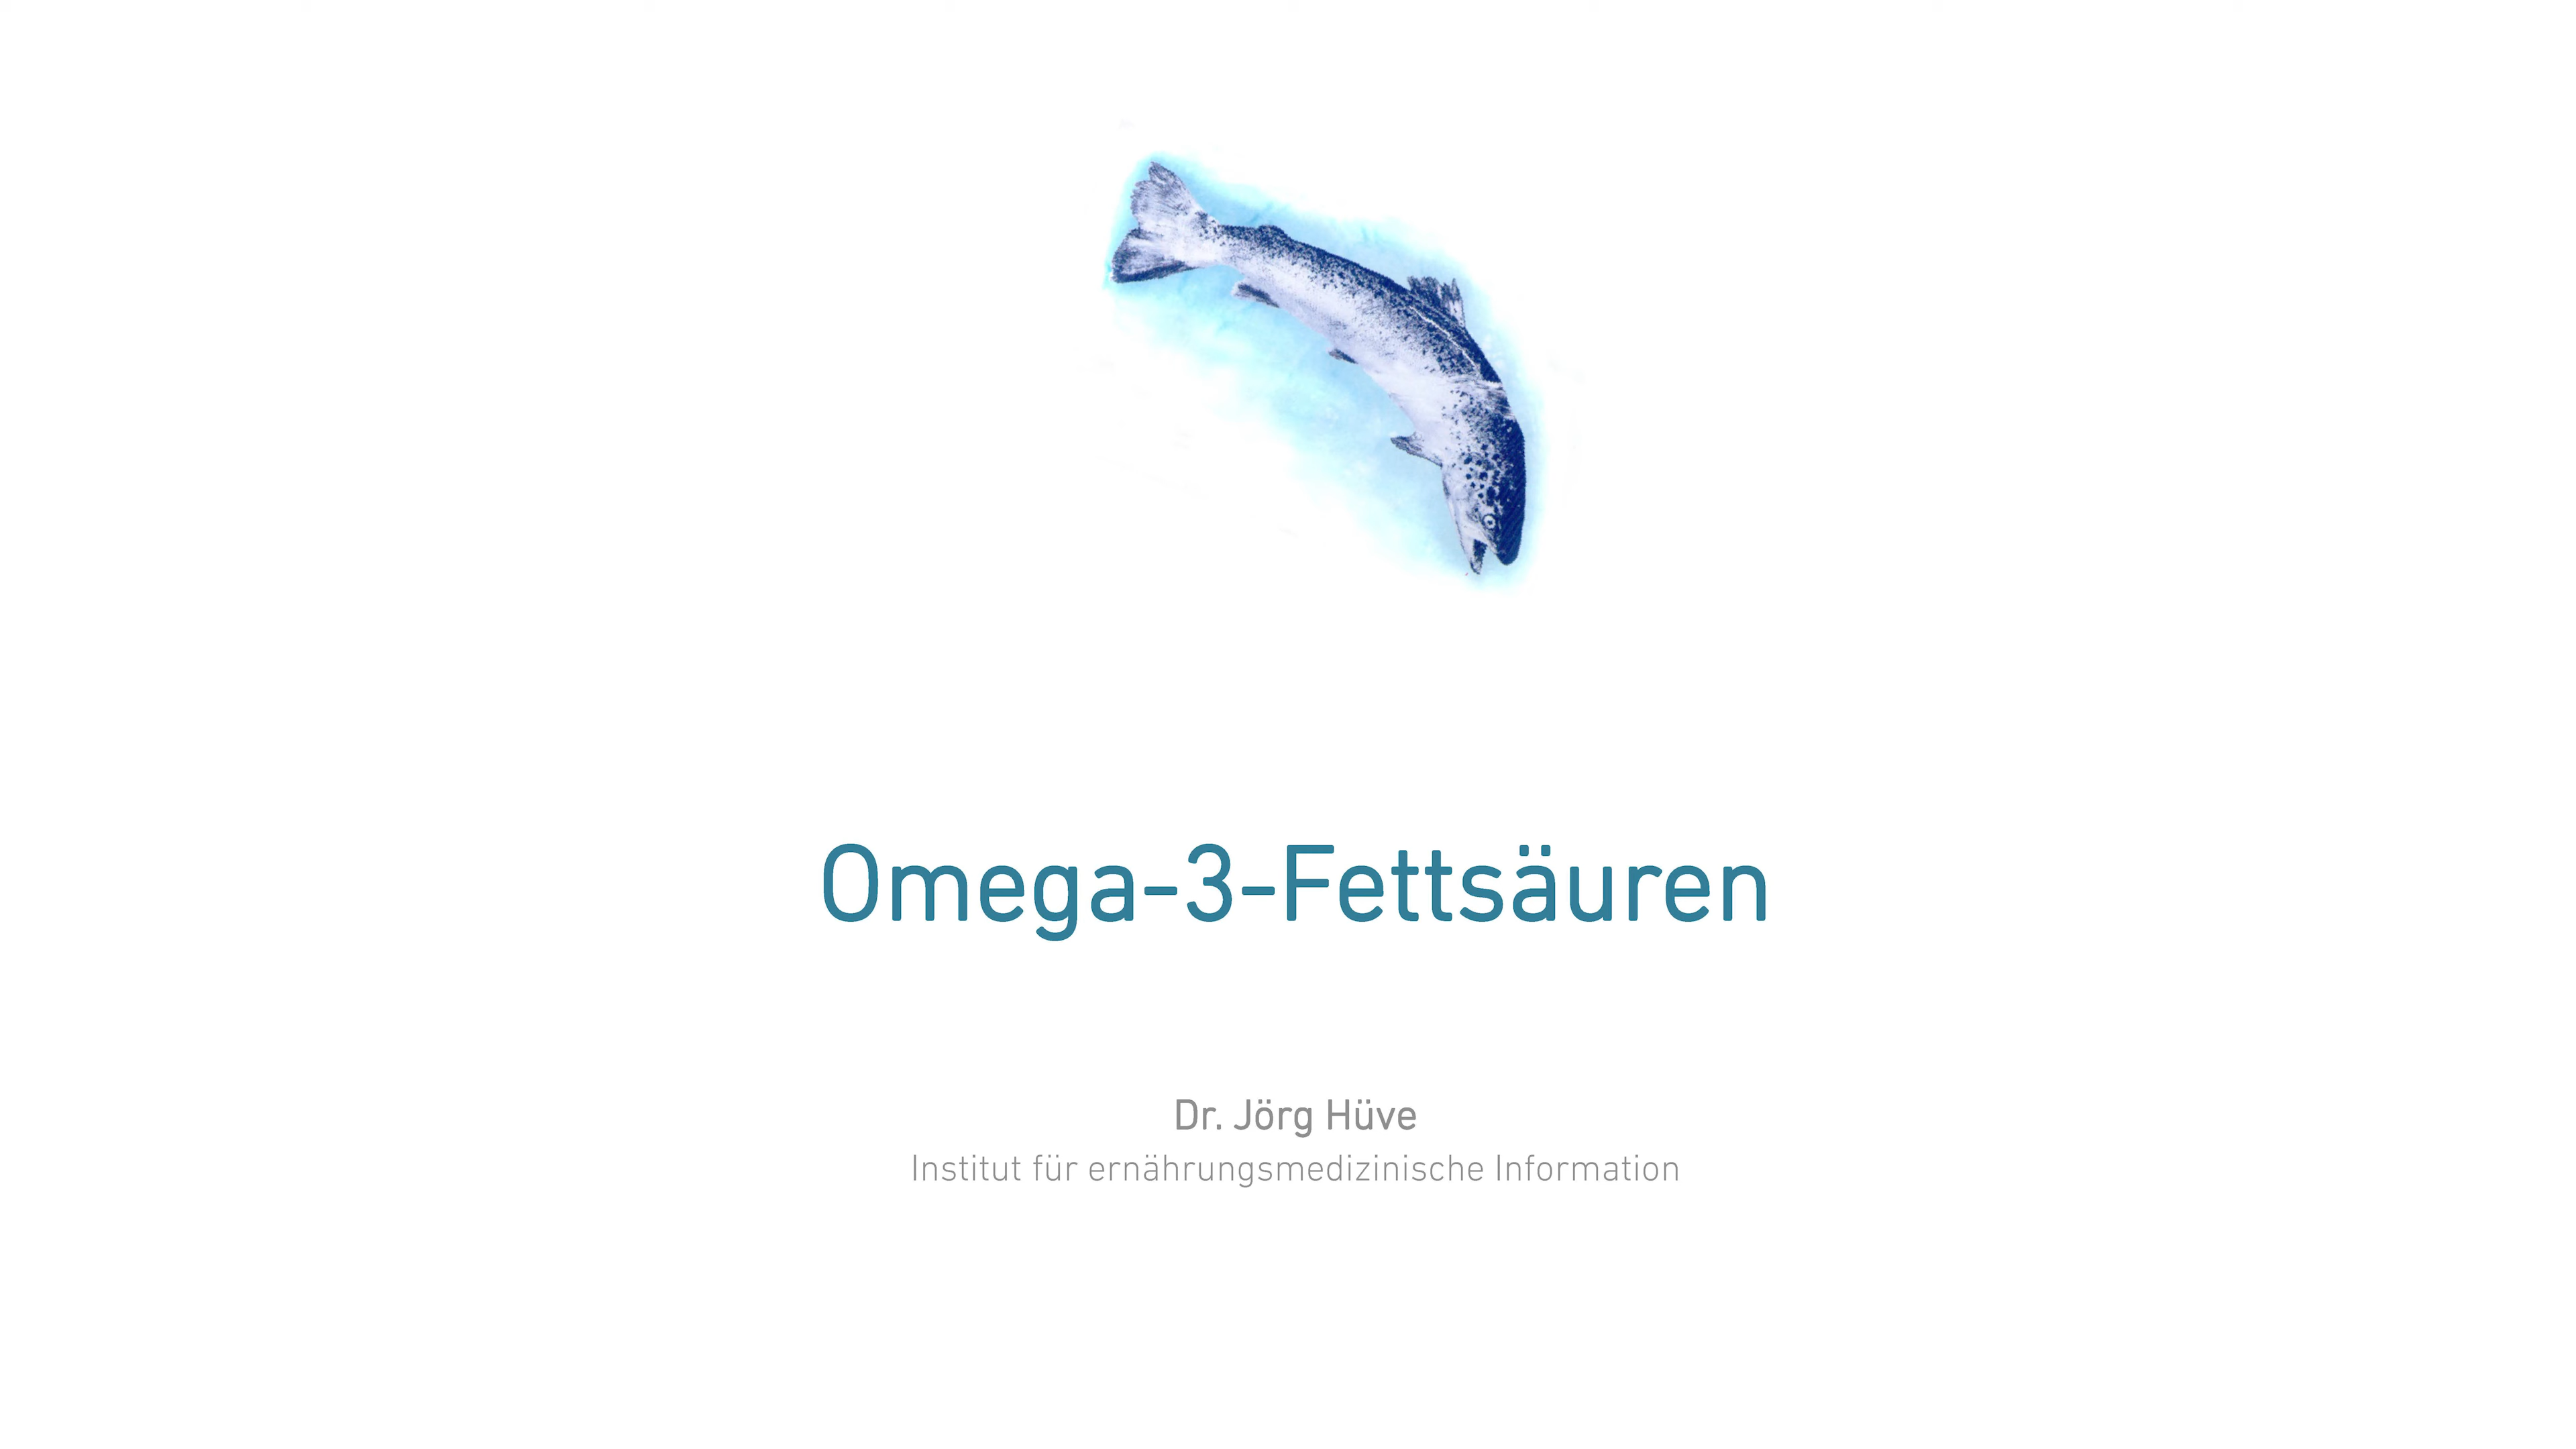 Omega-3-Fettsäuren
Dr. Jörg Hüve
Institut für ernährungsmedizinische Information